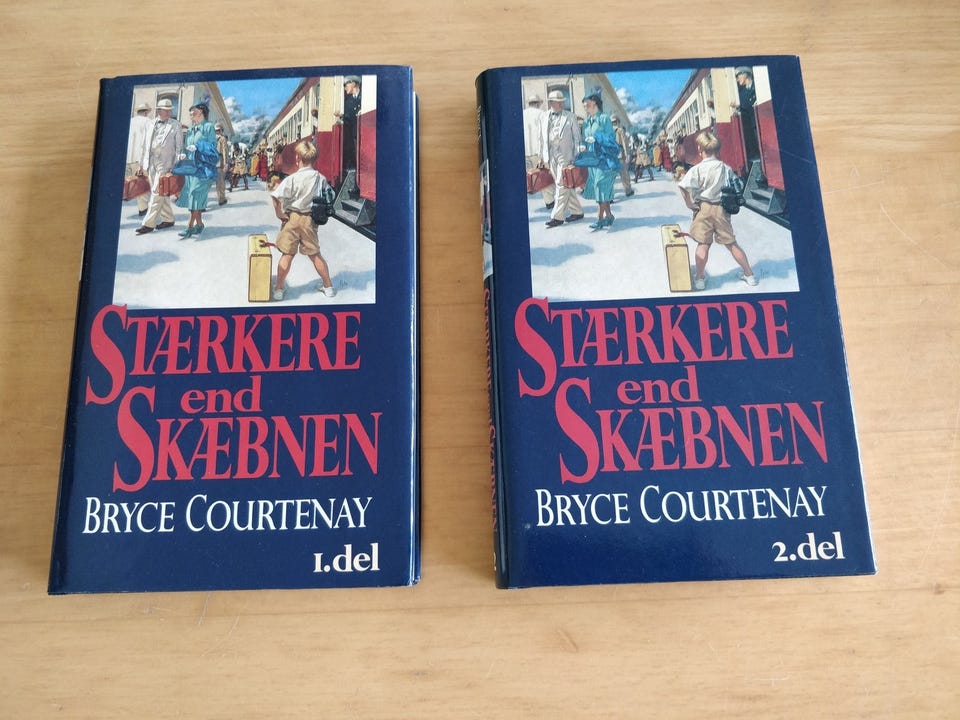 STÆRKERE
end
SKÆBNEN
BRYCE COURTENAY
1.del
STÆRKERE
end
SKÆBNEN
BRYCE COURTENAY
2.del